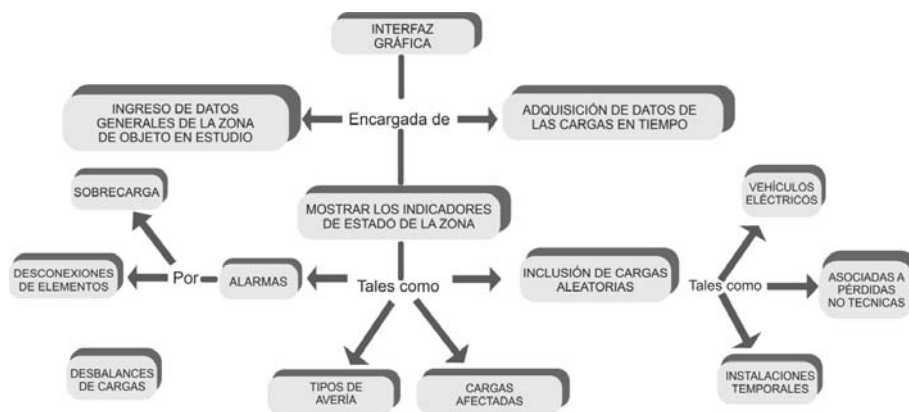 INTERFAZ
GRÁFICA
INGRESO DE DATOS
GENERALES DE LA ZONA
DE OBJETO EN ESTUDIO
Encargada de
ADQUISICIÓN DE DATOS DE
LAS CARGAS EN TIEMPO
SOBRECARGA
MOSTRAR LOS INDICADORES
DE ESTADO DE LA ZONA
VEHÍCULOS
ELÉCTRICOS
DESCONEXIONES
DE ELEMENTOS
Por
ALARMAS
Tales como
INCLUSIÓN DE CARGAS
ALEATORIAS
Tales como
ASOCIADAS A
PÉRDIDAS
NO TECNICAS
DESBALANCES
DE CARGAS
TIPOS DE
AVERÍA
CARGAS
AFECTADAS
INSTALACIONES
TEMPORALES